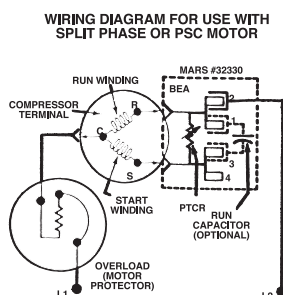 WIRING DIAGRAM FOR USE WITH
SPLIT PHASE OR PSC MOTOR
MARS #32330
RUN WINDING
BEA
COMPRESSOR
TERMINAL
R
2
1
C
3
S
4
START
WINDING
PTCR
RUN
CAPACITOR
(OPTIONAL)
OVERLOAD
(MOTOR
PROTECTOR)
L1
L2